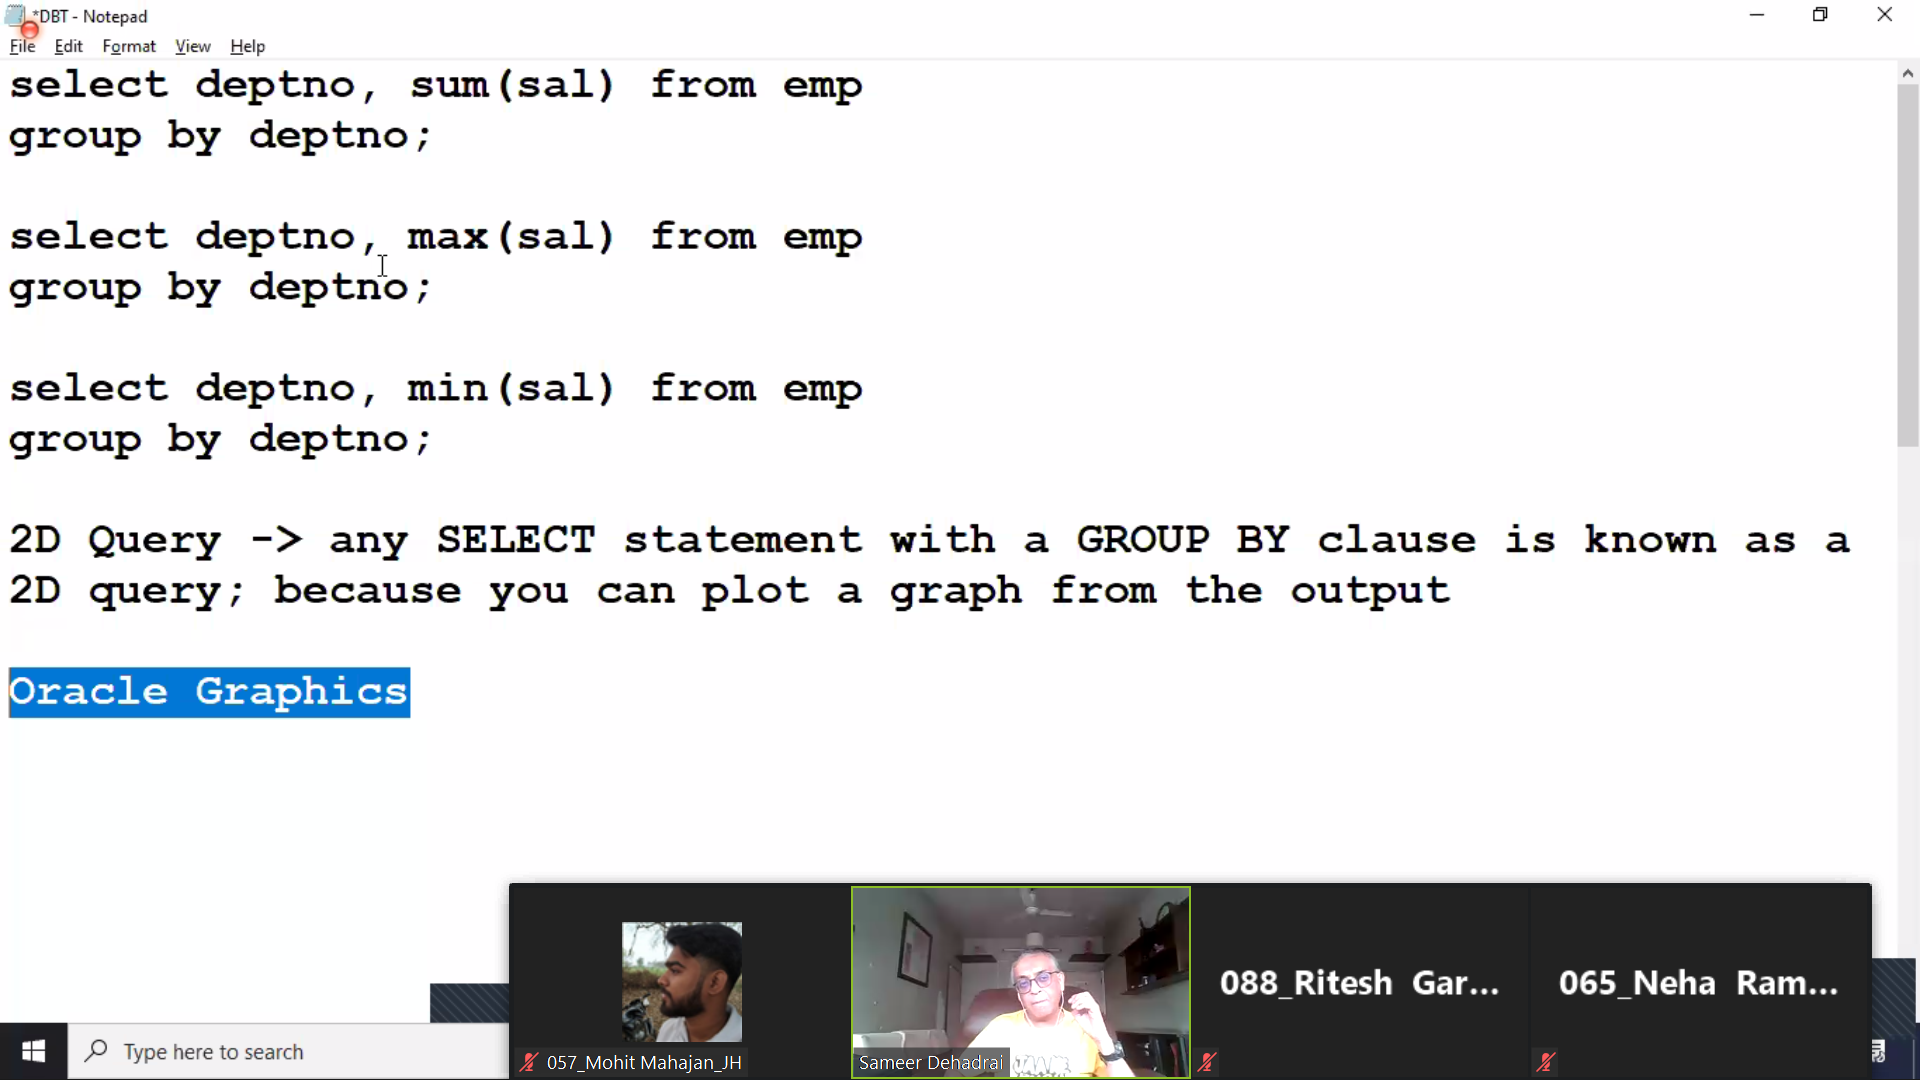 *DBT - Notepad
File Edit Format View Help
select deptno, sum(sal) from emp
group by deptno;
select deptno, max(sal) from emp
group by deptno;
select deptno, min(sal) from emp
group by deptno;
2D Query -> any SELECT statement with a GROUP BY clause is known as a
2D query; because you can plot a graph from the output
Oracle Graphics
088_Ritesh Gar...
065_Neha Ram...
057_Mohit Mahajan_JH
Sameer Dehadrai
Type here to search